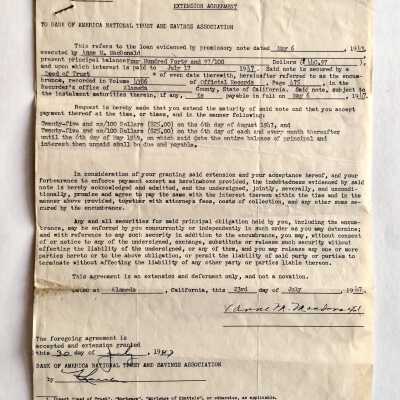 EXTENSION AGREEMENT
TO BANK OF AMERICA NATIONAL TRUST AND SAVINGS ASSOCIATION
This refers to the loan evidenced by promissory note dated May 6, 194
executed by Anne M. MacDonald
present principal balance Four Hundred Forty and 97/100 Dollars ($440.97)
and upon which interest is paid to July 17 1947. Said note is secured by a
Deed of Trust * of even date therewith, hereinafter referred to as the encum-
brance, recorded in Volume 4486 of Official Records, Page 475, in
Recorder's office of Alameda County, State of California. Said note, subject to
the instalment maturities therein, if any, is payable in full on May 6, 1947.
Request is hereby made that you extend the maturity of said note and that you accept
payment thereof at the time, or times, and in the manner following:
Twenty-five and no/100 Dollars ($25.00) on the 6th day of August 1947, and
Twenty-five and no/100 Dollars ($25.00) on the 6th day of each and every month thereafter
until the 6th day of May 1949, on which said date the entire balance of principal and
interest then unpaid shall be due and payable.
In consideration of your granting said extension and your acceptance hereof, and your
forbearance to enforce payment except as hereinabove provided, the indebtedness evidenced by said
note is hereby acknowledged and admitted, and the undersigned, jointly, severally, and uncondi-
tionally, promise and agree to pay the same with interest thereon within the time and in the
manner above provided, together with attorney's fees, costs of collection, and any other sums se-
cured by the encumbrance.
Any and all securities for said principal obligation held by you, including the encum-
brance, may be enforced by you concurrently or independently in such order as you may determine;
and with reference to any such security in addition to the encumbrance, you may, without consent
of or notice to any of the undersigned, exchange, substitute or release such security without
affecting the liability of the undersigned, or any of them, and you may release any one or more
parties hereto or to the above obligation, or permit the liability of said party or parties to
terminate without affecting the liability of any other party or parties liable thereon.
This agreement is an extension and deferment only, and not a novation.
Dated at Alameda, California, this 23rd day of July 1947.
Anne M. MacDonald
The foregoing agreement is
accepted and extension granted
this 30 day of July, 1947
BANK OF AMERICA NATIONAL TRUST AND SAVINGS ASSOCIATION
by
* Insert "Deed of Trust", "Mortgage", "Mortgage of Chattels", or otherwise, as applicable.